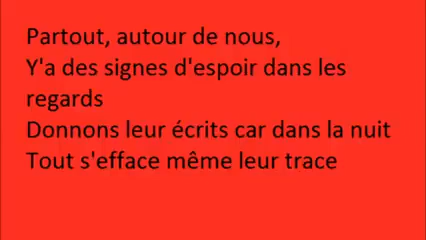 Partout, autour de nous,
Y'a des signes d'espoir dans les
regards
Donnons leur écrits car dans la nuit
Tout s'efface même leur trace